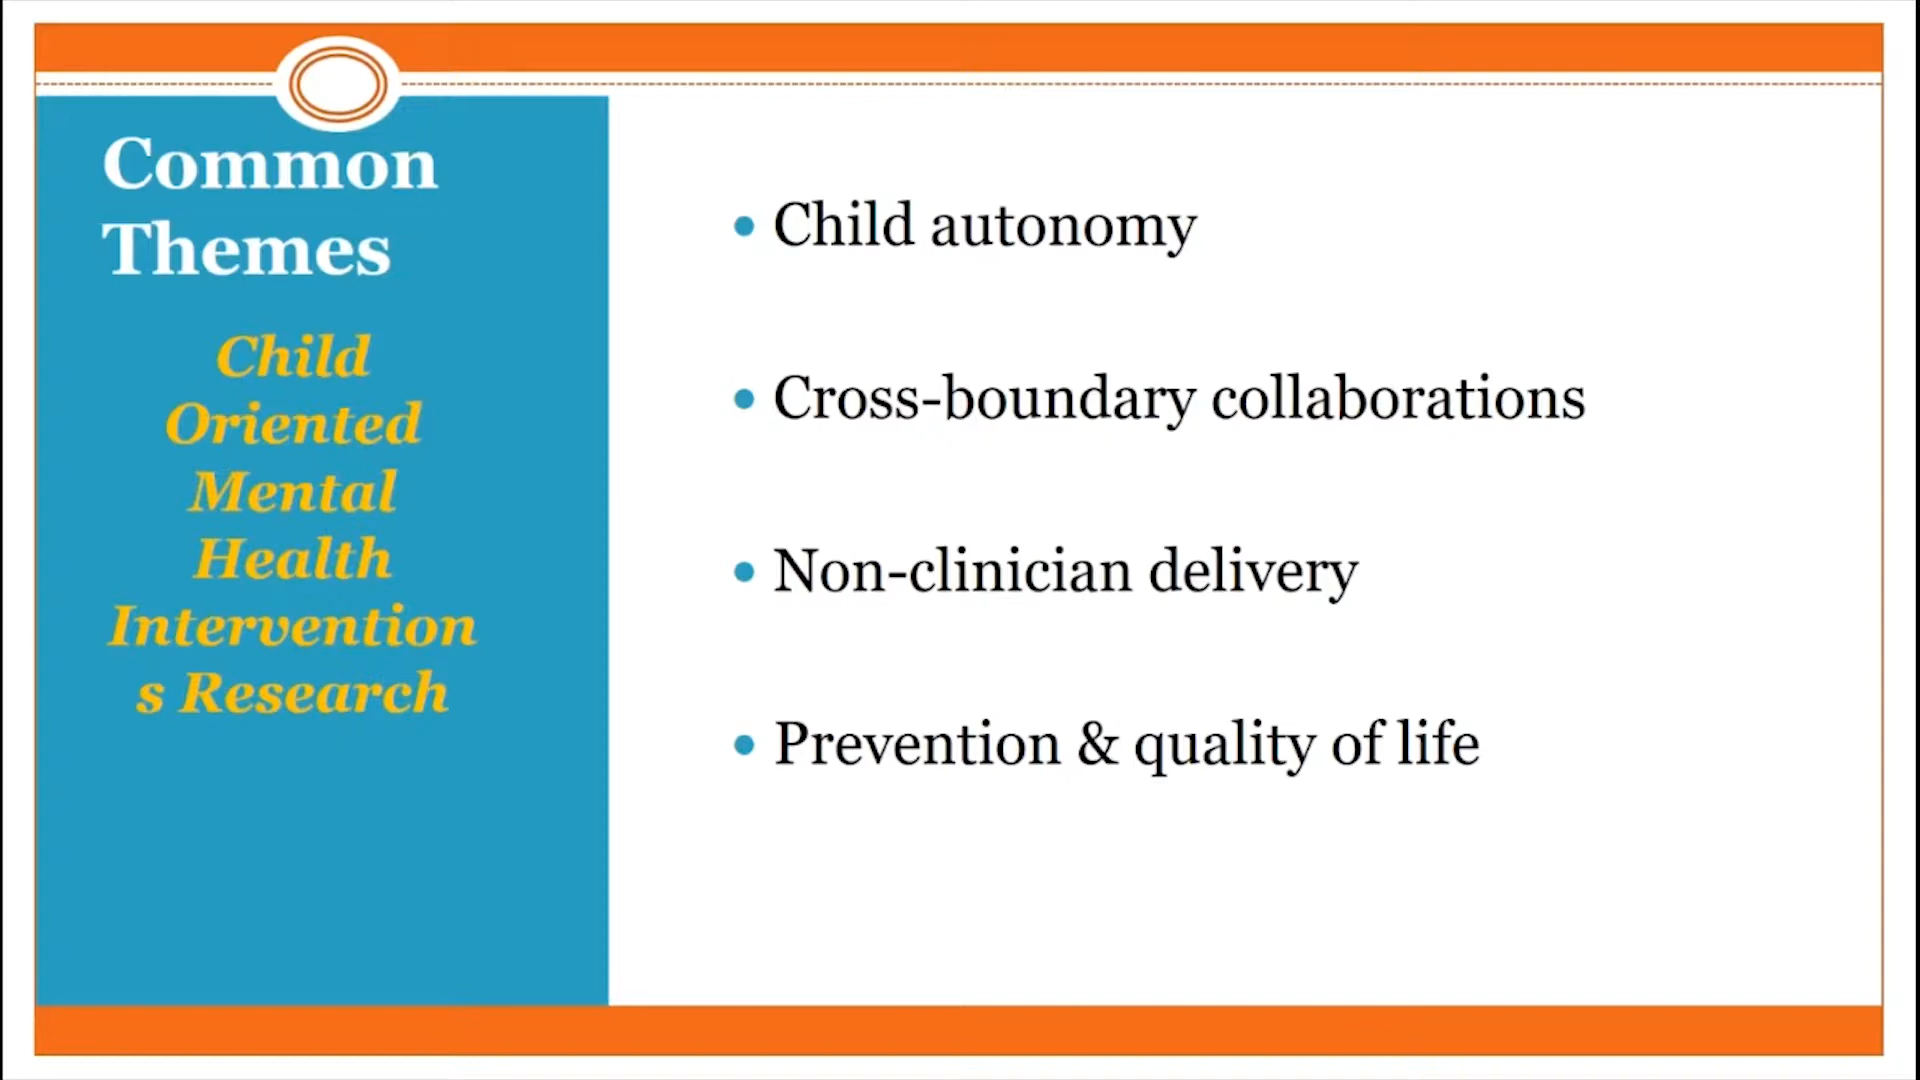 Common
Themes
Child
Oriented
Mental
Health
Intervention
s Research
• Child autonomy
• Cross-boundary collaborations
• Non-clinician delivery
• Prevention & quality of life